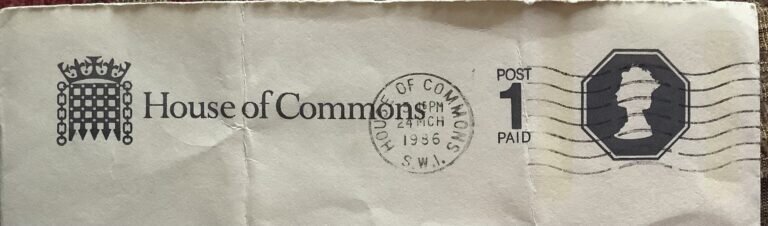 House of Commons
HOUSE OF COMMONS
PM
24 MCH
1986
S.W.1.
POST
1
PAID